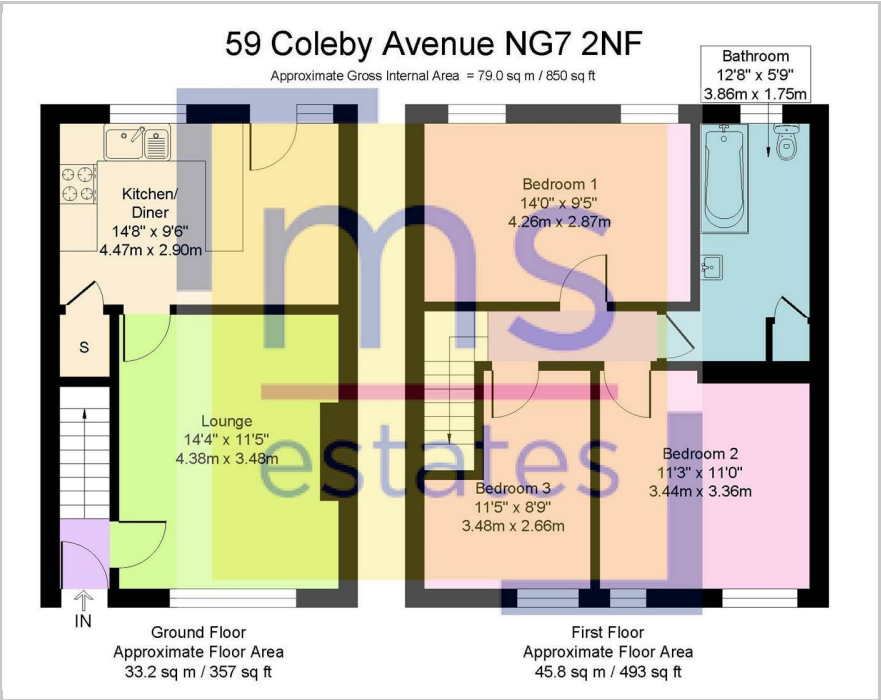 59 Coleby Avenue NG7 2NF
Approximate Gross Internal Area = 79.0 sq m / 850 sq ft
Bathroom
12'8" x 5'9"
3.86m x 1.75m
Kitchen/
Diner
14'8" x 9'6"
4.47m x 2.90m
Bedroom 1
14'0" x 9'5"
4.26m x 2.87m
ms
estates
S
Lounge
14'4" x 11'5"
4.38m x 3.48m
Bedroom 2
11'3" x 11'0"
3.44m x 3.36m
Bedroom 3
11'5" x 8'9"
3.48m x 2.66m
IN
Ground Floor
Approximate Floor Area
33.2 sq m / 357 sq ft
First Floor
Approximate Floor Area
45.8 sq m / 493 sq ft